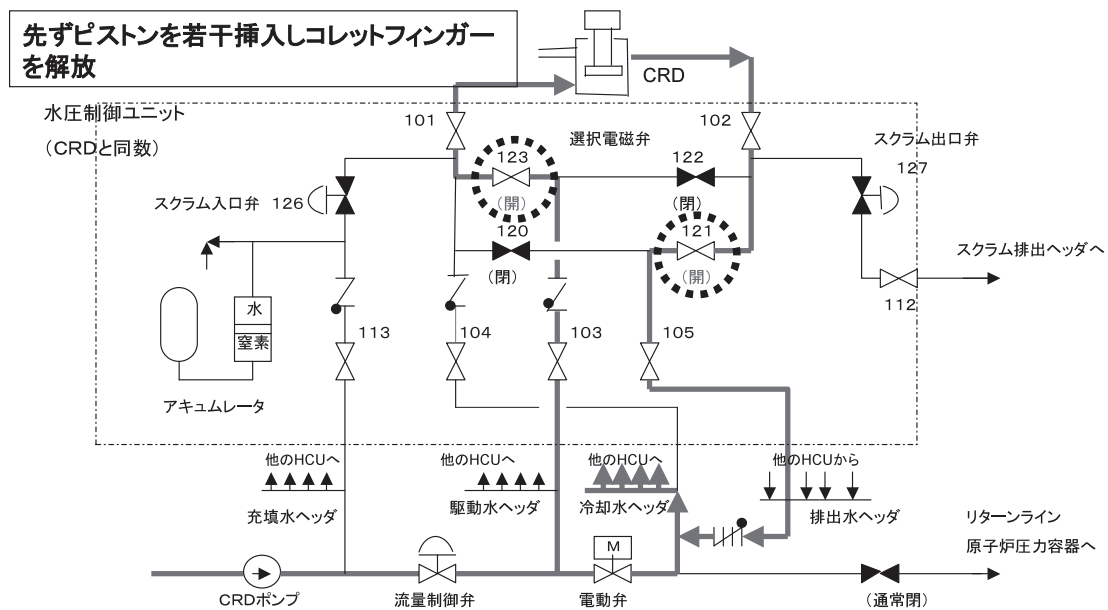 先ずピストンを若干挿入しコレットフィンガー
を解放
CRD
水圧制御ユニット
(CRDと同数)
101
選択電磁弁
102
スクラム出口弁
127
123
(開)
122
(閉)
スクラム入口弁 126
120
(閉)
121
(開)
スクラム排出ヘッダへ
112
水
窒素
113
104
103
105
アキュムレータ
他のHCUへ
他のHCUへ
他のHCUへ
他のHCUから
充填水ヘッダ
駆動水ヘッダ
冷却水ヘッダ
排出水ヘッダ
リターンライン
原子炉圧力容器へ
M
CRDポンプ
流量制御弁
電動弁
(通常閉)